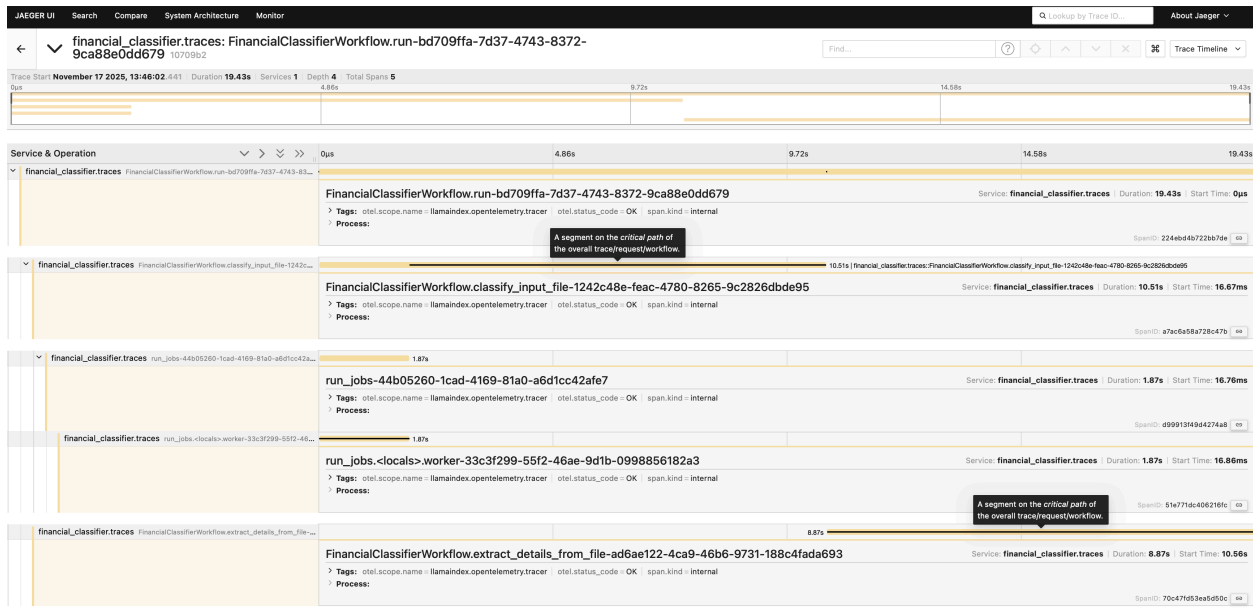 JAEGER UI Search Compare System Architecture Monitor Lookup by Trace ID... About Jaeger
financial_classifier.traces: FinancialClassifierWorkflow.run-bd709ffa-7d37-4743-8372-
9ca88e0dd679 10709b2
Find... Trace Timeline
Trace Start November 17 2025, 13:46:02.441 Duration 19.43s Services 1 Depth 4 Total Spans 5
0μs 4.86s 9.72s 14.58s 19.43s
Service & Operation 0μs 4.86s 9.72s 14.58s 19.43s
financial_classifier.traces FinancialClassifierWorkflow.run-bd709ffa-7d37-4743-83...
FinancialClassifierWorkflow.run-bd709ffa-7d37-4743-8372-9ca88e0dd679 Service: financial_classifier.traces Duration: 19.43s Start Time: 0μs
Tags: otel.scope.name = llamaindex.opentelemetry.tracer otel.status_code = OK span.kind = internal
Process:
A segment on the critical path of
the overall trace/request/workflow.
SpanID: 224ebd4b722bb7de
financial_classifier.traces FinancialClassifierWorkflow.classify_input_file-1242c... 10.51s | financial_classifier.traces::FinancialClassifierWorkflow.classify_input_file-1242c48e-feac-4780-8265-9c2826dbde95
FinancialClassifierWorkflow.classify_input_file-1242c48e-feac-4780-8265-9c2826dbde95 Service: financial_classifier.traces Duration: 10.51s Start Time: 16.67ms
Tags: otel.scope.name = llamaindex.opentelemetry.tracer otel.status_code = OK span.kind = internal
Process:
SpanID: a7ac6a58a728c47b
financial_classifier.traces run_jobs-44b05260-1cad-4169-81a0-a6d1cc42a... 1.87s
run_jobs-44b05260-1cad-4169-81a0-a6d1cc42afe7 Service: financial_classifier.traces Duration: 1.87s Start Time: 16.76ms
Tags: otel.scope.name = llamaindex.opentelemetry.tracer otel.status_code = OK span.kind = internal
Process:
SpanID: d99913f49d4274a8
financial_classifier.traces run_jobs.<locals>.worker-33c3f299-55f2-46... 1.87s
run_jobs.<locals>.worker-33c3f299-55f2-46ae-9d1b-0998856182a3 Service: financial_classifier.traces Duration: 1.87s Start Time: 16.86ms
Tags: otel.scope.name = llamaindex.opentelemetry.tracer otel.status_code = OK span.kind = internal
Process:
A segment on the critical path of
the overall trace/request/workflow.
SpanID: 51e771dc406216fc
financial_classifier.traces FinancialClassifierWorkflow.extract_details_from_file-... 8.87s
FinancialClassifierWorkflow.extract_details_from_file-ad6ae122-4ca9-46b6-9731-188c4fada693 Service: financial_classifier.traces Duration: 8.87s Start Time: 10.56s
Tags: otel.scope.name = llamaindex.opentelemetry.tracer otel.status_code = OK span.kind = internal
Process:
SpanID: 70c47fd53ea5d50c